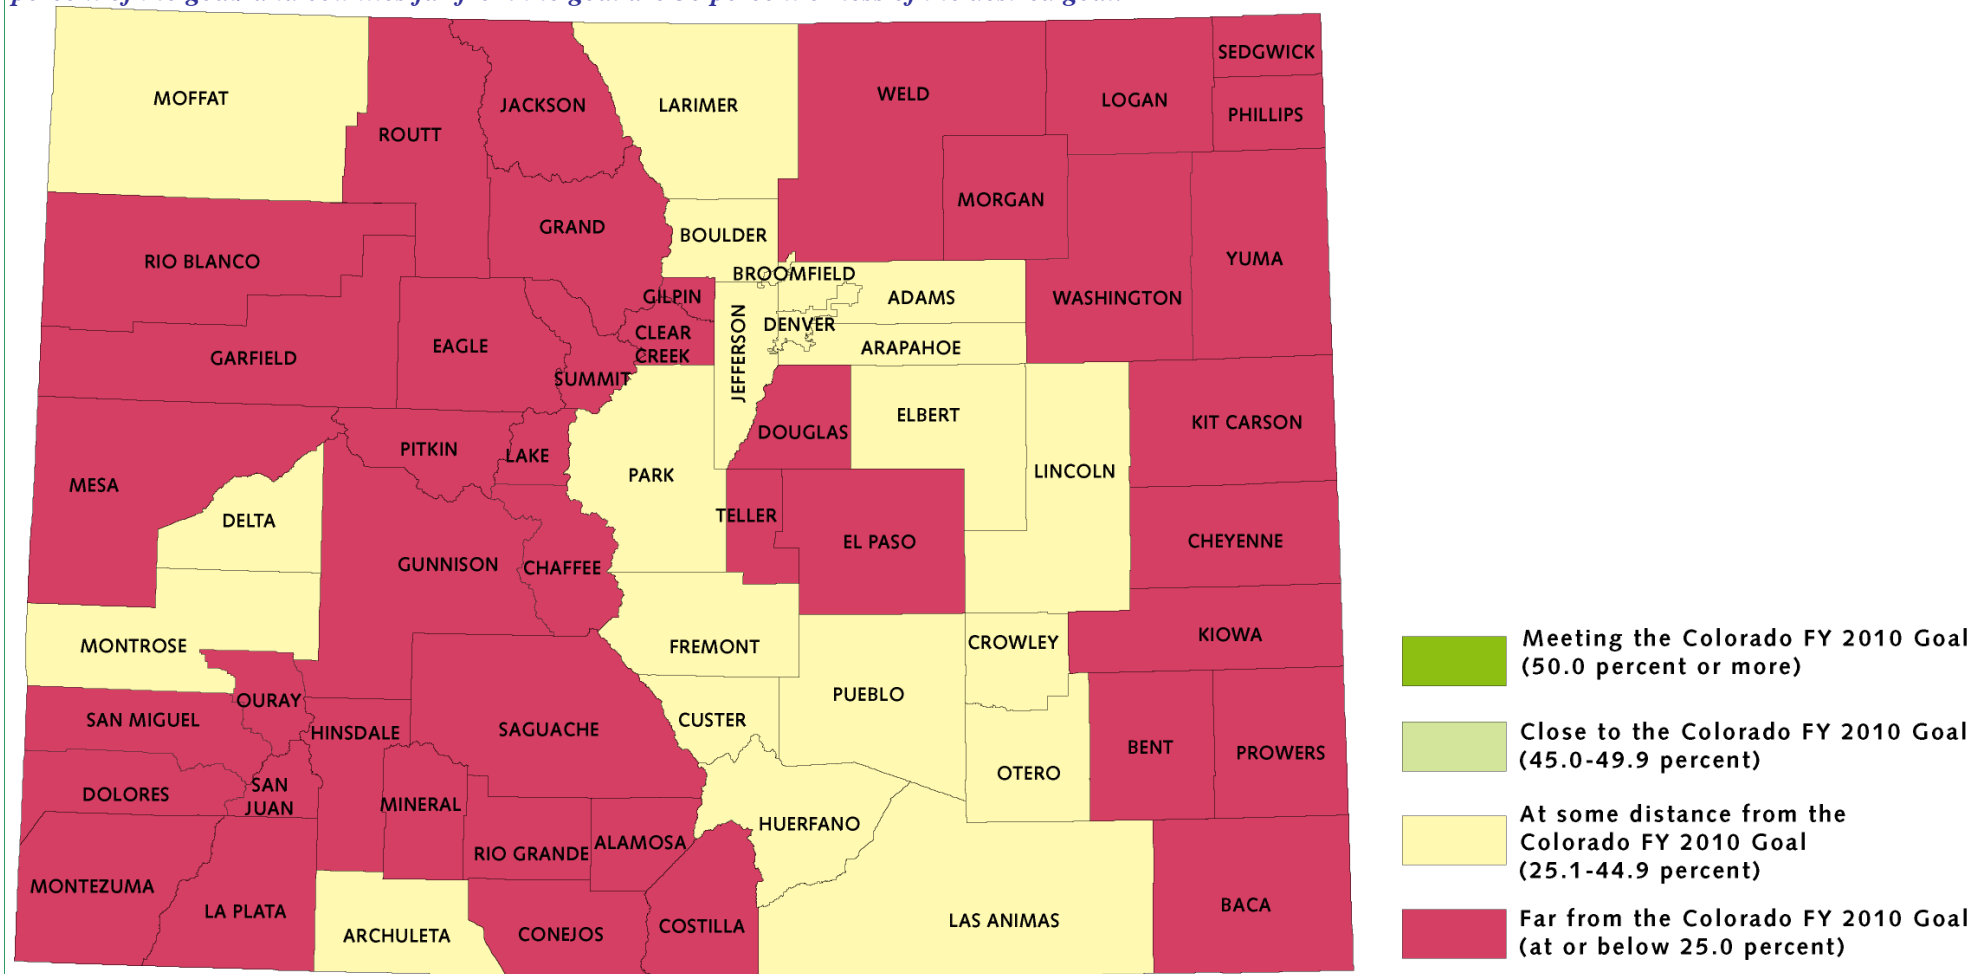 SEDGWICK
MOFFAT
JACKSON
LARIMER
WELD
LOGAN
PHILLIPS
ROUTT
MORGAN
GRAND
BOULDER
RIO BLANCO
YUMA
BROOMFIELD
GILPIN
ADAMS
WASHINGTON
DENVER
CLEAR
CREEK
EAGLE
ARAPAHOE
GARFIELD
JEFFERSON
SUMMIT
ELBERT
KIT CARSON
DOUGLAS
PITKIN
LAKE
LINCOLN
PARK
MESA
TELLER
DELTA
EL PASO
CHEYENNE
GUNNISON
CHAFFEE
KIOWA
CROWLEY
MONTROSE
FREMONT
PUEBLO
OURAY
SAN MIGUEL
CUSTER
SAGUACHE
HINSDALE
BENT
PROWERS
OTERO
SAN
JUAN
DOLORES
MINERAL
HUERFANO
ALAMOSA
RIO GRANDE
MONTEZUMA
BACA
LA PLATA
LAS ANIMAS
COSTILLA
CONEJOS
ARCHULETA
Meeting the Colorado FY 2010 Goal
(50.0 percent or more)
Close to the Colorado FY 2010 Goal
(45.0-49.9 percent)
At some distance from the
Colorado FY 2010 Goal
(25.1-44.9 percent)
Far from the Colorado FY 2010 Goal
(at or below 25.0 percent)